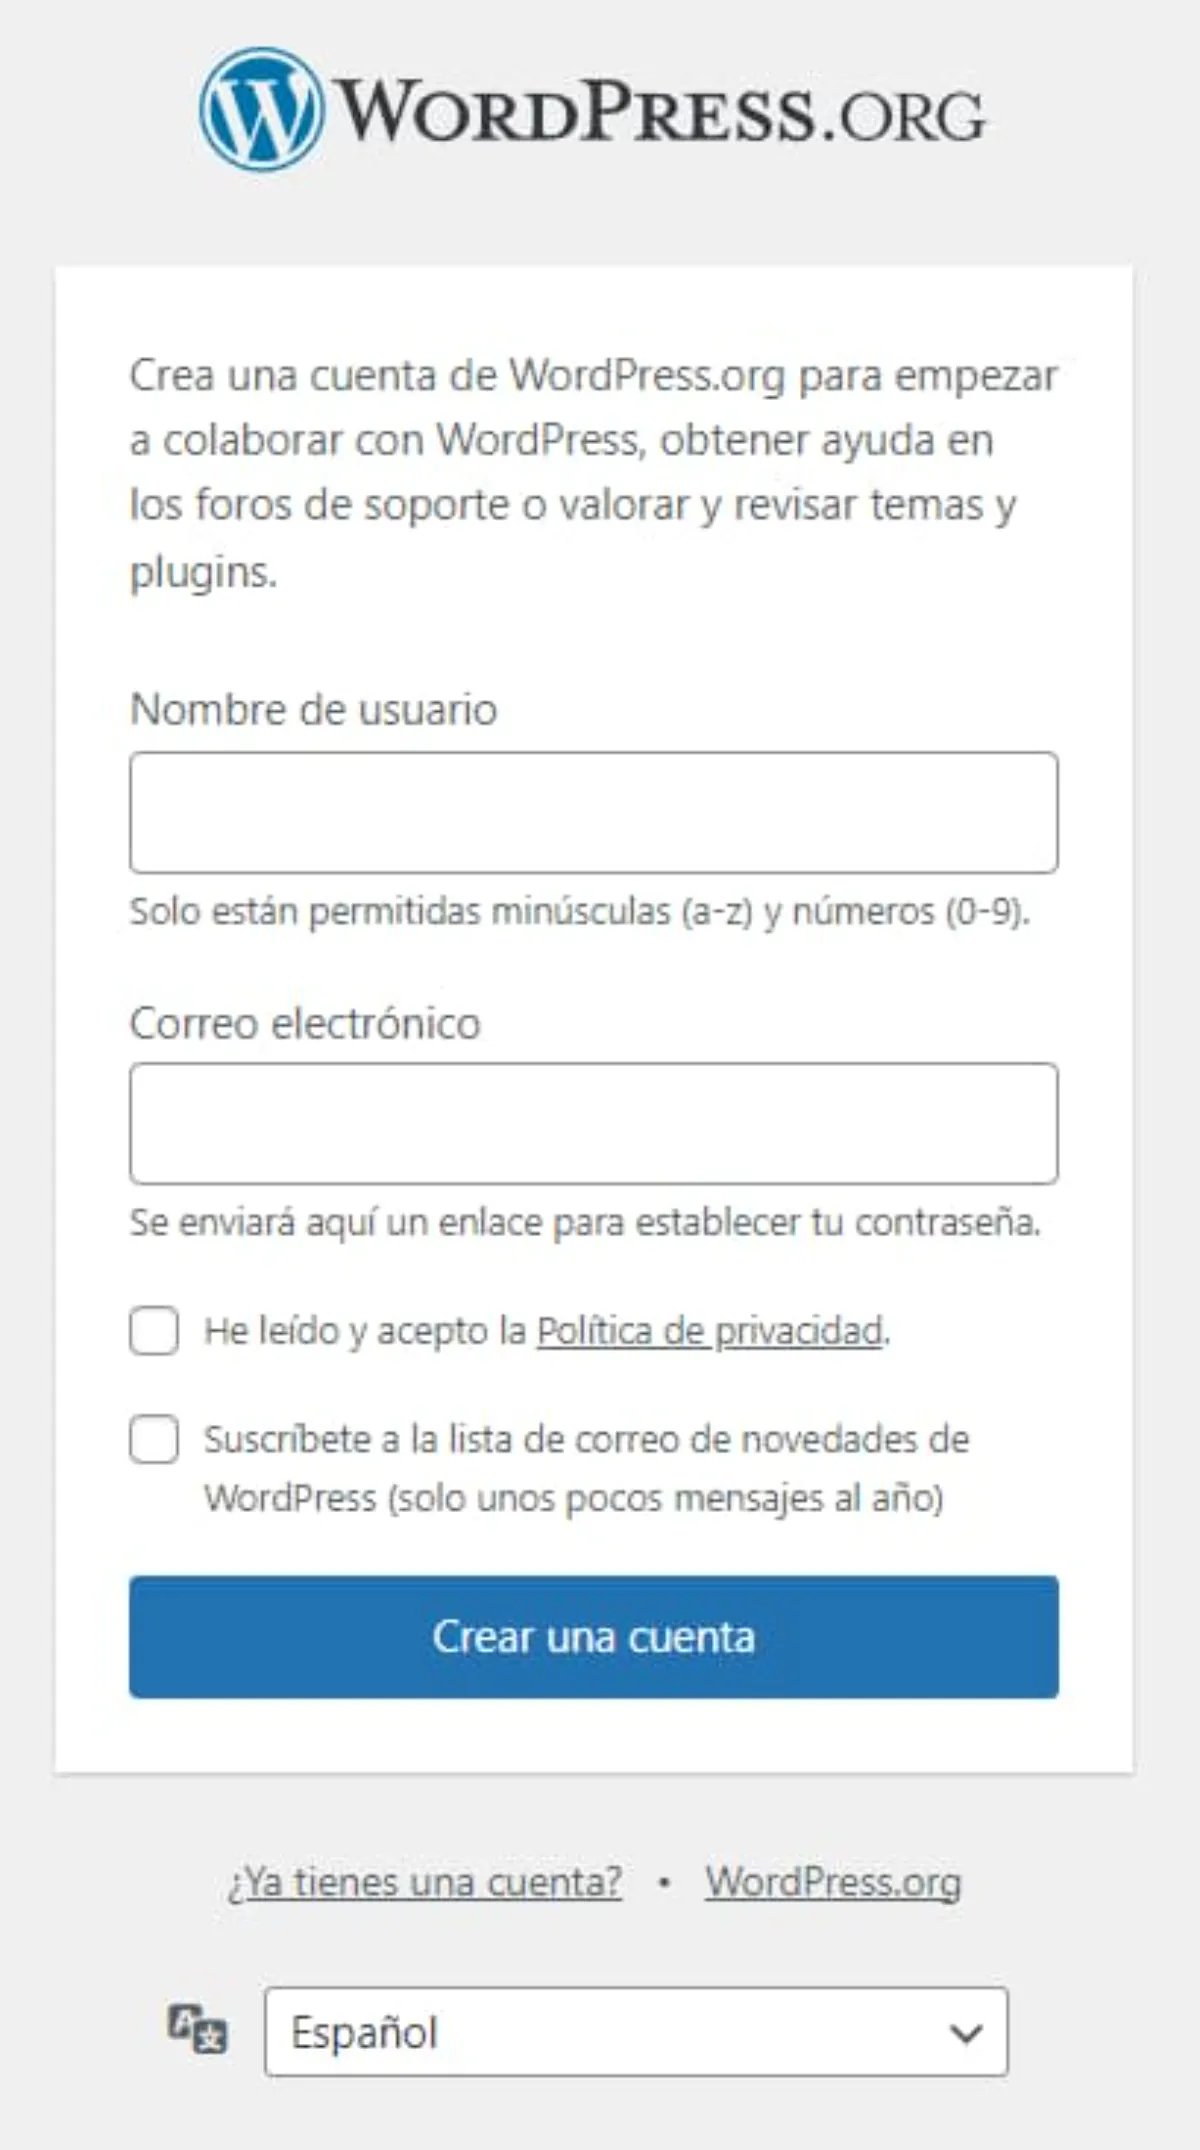 WORDPRESS.ORG
Crea una cuenta de WordPress.org para empezar
a colaborar con WordPress, obtener ayuda en
los foros de soporte o valorar y revisar temas y
plugins.
Nombre de usuario
Solo están permitidas minúsculas (a-z) y números (0-9).
Correo electrónico
Se enviará aquí un enlace para establecer tu contraseña.
He leído y acepto la Política de privacidad.
Suscríbete a la lista de correo de novedades de
WordPress (solo unos pocos mensajes al año)
Crear una cuenta
¿Ya tienes una cuenta? • WordPress.org
Español